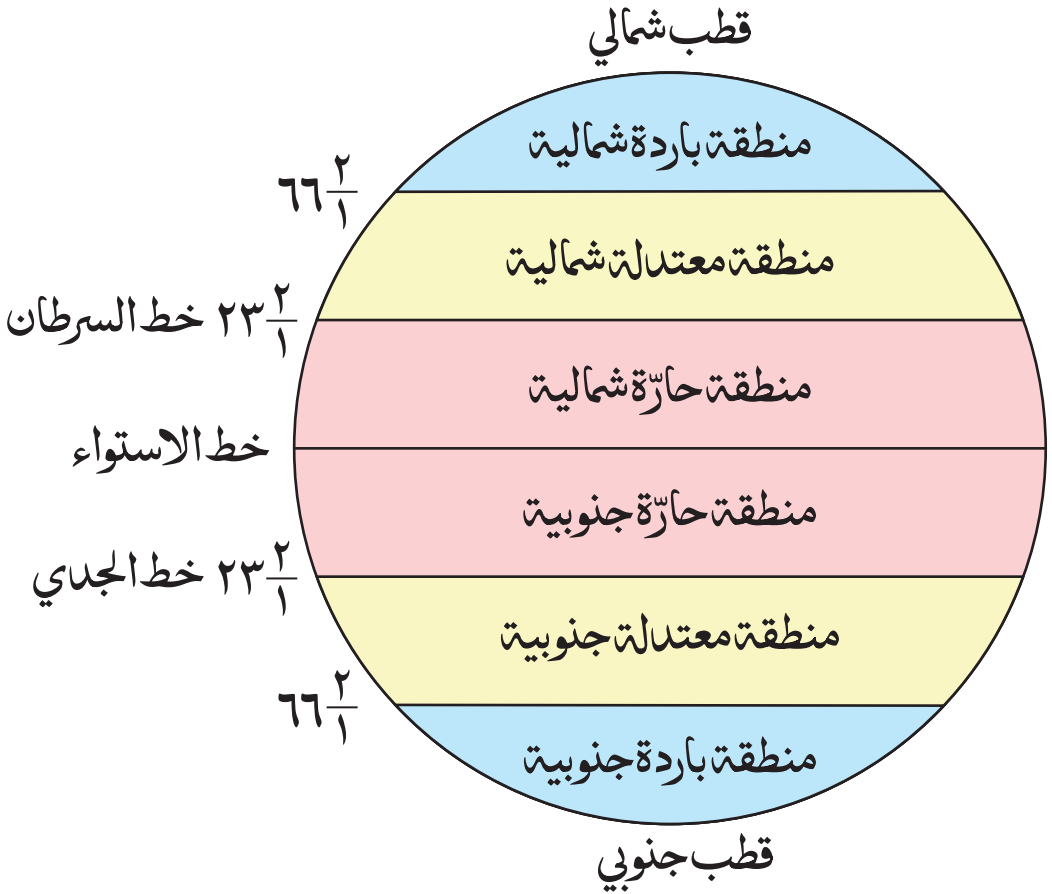 قطب شمالي
منطقة باردة شمالية
٦٦ ٢/١
منطقة معتدلة شمالية
٢٣ ٢/١ خط السرطان
منطقة حارّة شمالية
خط الاستواء
منطقة حارّة جنوبية
٢٣ ٢/١ خط الجدي
منطقة معتدلة جنوبية
٦٦ ٢/١
منطقة باردة جنوبية
قطب جنوبي